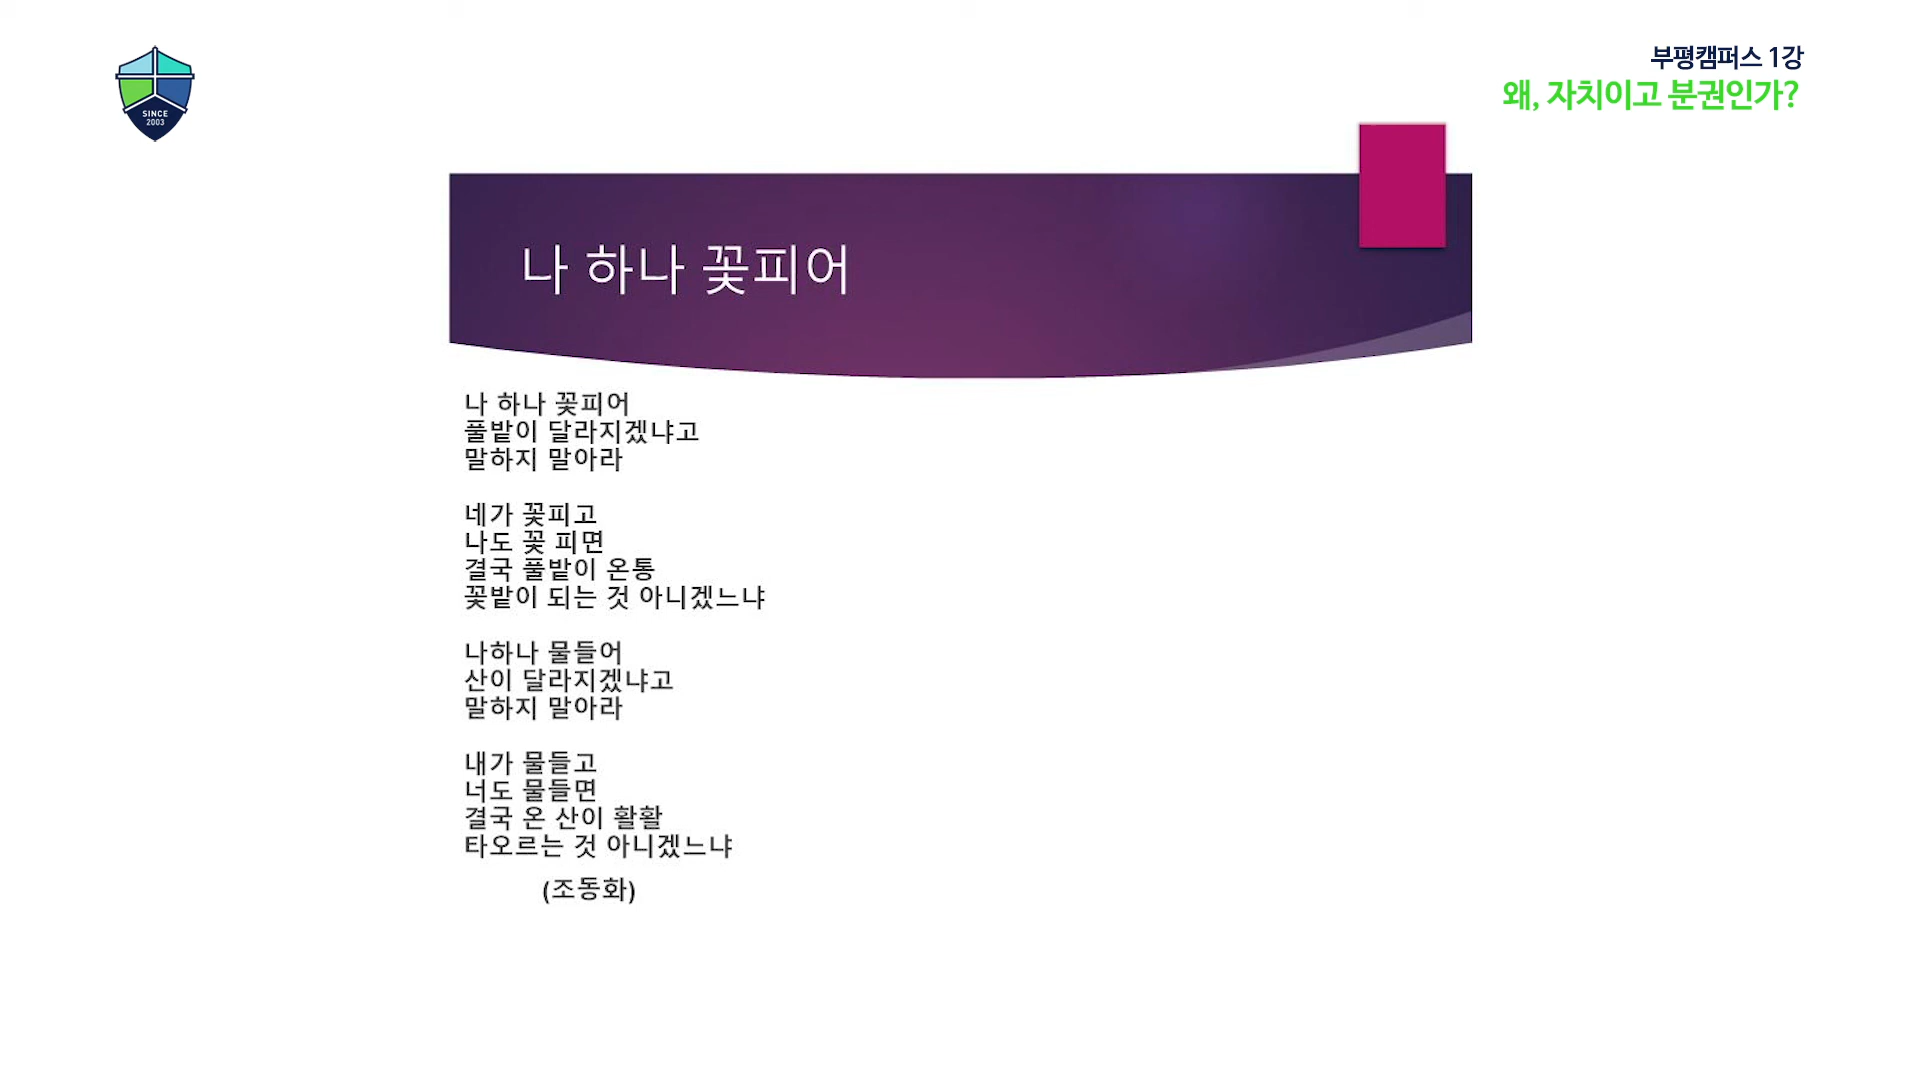 SINCE
2003
부평캠퍼스 1강
왜, 자치이고 분권인가?
나 하나 꽃피어
나 하나 꽃피어
풀밭이 달라지겠냐고
말하지 말아라
네가 꽃피고
나도 꽃 피면
결국 풀밭이 온통
꽃밭이 되는 것 아니겠느냐
나하나 물들어
산이 달라지겠냐고
말하지 말아라
내가 물들고
너도 물들면
결국 온 산이 활활
타오르는 것 아니겠느냐
(조동화)